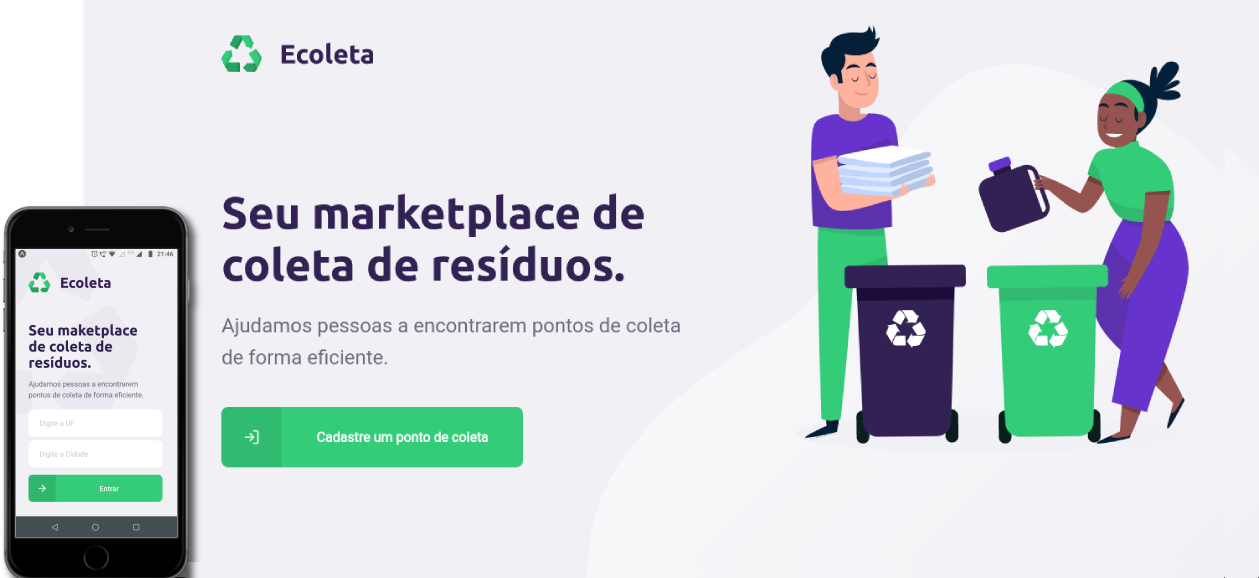 Ecoleta
Seu marketplace de
coleta de resíduos.
Ajudamos pessoas a encontrarem pontos de coleta
de forma eficiente.
Cadastre um ponto de coleta
21:46
Ecoleta
Seu maketplace
de coleta de
resíduos.
Ajudamos pessoas a encontrarem
pontos de coleta de forma eficiente.
Digite a UF
Digite a Cidade
Entrar